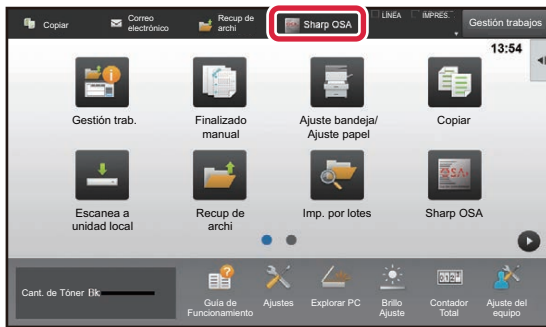 Copiar
Correo
electrónico
Recup de
archi
Sharp OSA
LÍNEA
IMPRES.
Gestión trabajos
13:54
Gestión trab.
Finalizado
manual
Ajuste bandeja/
Ajuste papel
Copiar
Escanea a
unidad local
Recup de
archi
Imp. por lotes
Sharp OSA
Cant. de Tóner Bk
Guía de
Funcionamiento
Ajustes
Explorar PC
Brillo
Ajuste
Contador
Total
Ajuste del
equipo